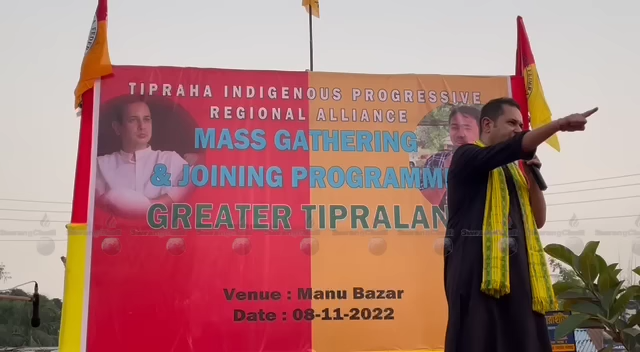 TIPRAHA INDIGENOUS PROGRESSIVE
REGIONAL ALLIANCE
MASS GATHERING
& JOINING PROGRAMM
GREATER TIPRALAN
Venue : Manu Bazar
Date : 08-11-2022